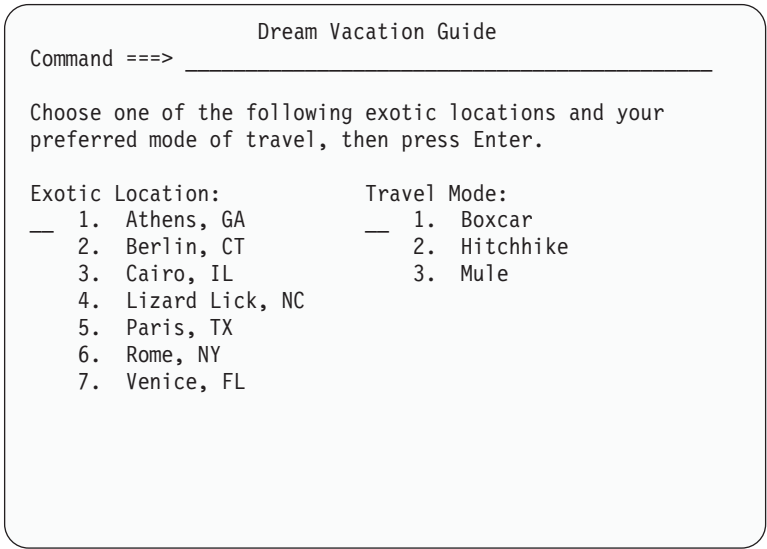 Dream Vacation Guide
Command ===> ____________________________________________
Choose one of the following exotic locations and your
preferred mode of travel, then press Enter.
Exotic Location: Travel Mode:
__ 1. Athens, GA __ 1. Boxcar
2. Berlin, CT 2. Hitchhike
3. Cairo, IL 3. Mule
4. Lizard Lick, NC
5. Paris, TX
6. Rome, NY
7. Venice, FL